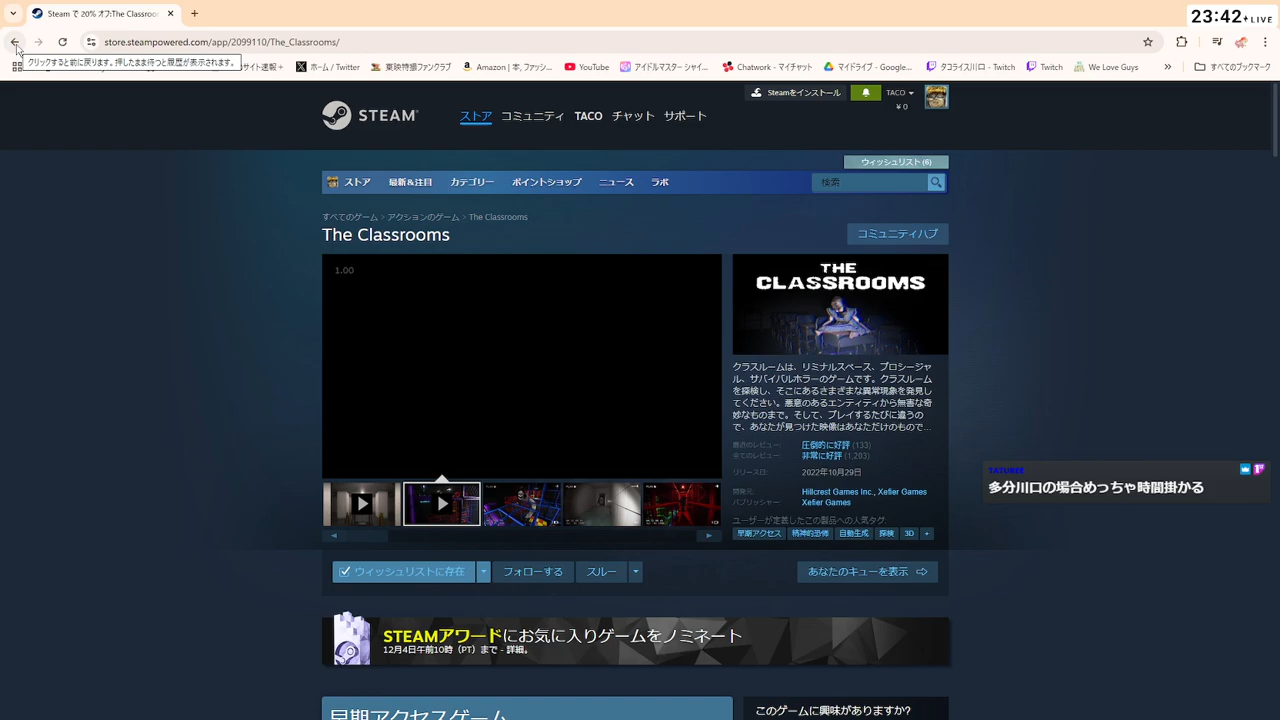 Steam で 20% オフ:The Classroom
23:42 LIVE
store.steampowered.com/app/2099110/The_Classrooms/
クリックすると前に戻ります。押したまま待つと履歴が表示されます。
サイト速報+
ホーム / Twitter
東映特撮ファンクラブ
Amazon | 本, ファッシ...
YouTube
アイドルマスター シャイ...
Chatwork - マイチャット
マイドライブ - Google...
タコライス川口 - Twitch
Twitch
We Love Guys
»
すべてのブックマーク
Steamをインストール
TACO
¥ 0
STEAM
ストア
コミュニティ
TACO
チャット
サポート
ウィッシュリスト (6)
ストア
最新&注目
カテゴリー
ポイントショップ
ニュース
ラボ
検索
すべてのゲーム > アクションのゲーム > The Classrooms
The Classrooms
コミュニティハブ
1.00
THE
CLASSROOMS
クラスルームは、リミナルスペース、プロシージャ
ル、サバイバルホラーのゲームです。クラスルーム
を探検し、そこにあるさまざまな異常現象を発見し
てください。悪意のあるエンティティから無害な奇
妙なものまで。そして、プレイするたびに違うの
で、あなたが見つけた映像はあなただけのもので...
最近のレビュー: 圧倒的に好評 (133)
全てのレビュー: 非常に好評 (1,203)
リリース日: 2022年10月29日
開発元: Hillcrest Games Inc., Xefier Games
パブリッシャー: Xefier Games
ユーザーが定義したこの製品への人気タグ:
早期アクセス
精神的恐怖
自動生成
探検
3D
+
TATUBEE
多分川口の場合めっちゃ時間掛かる
ウィッシュリストに存在
フォローする
スルー
あなたのキューを表示
STEAMアワードにお気に入りゲームをノミネート
12月4日午前10時（PT）まで - 詳細。
早期アクセスゲーム
このゲームに興味がありますか?